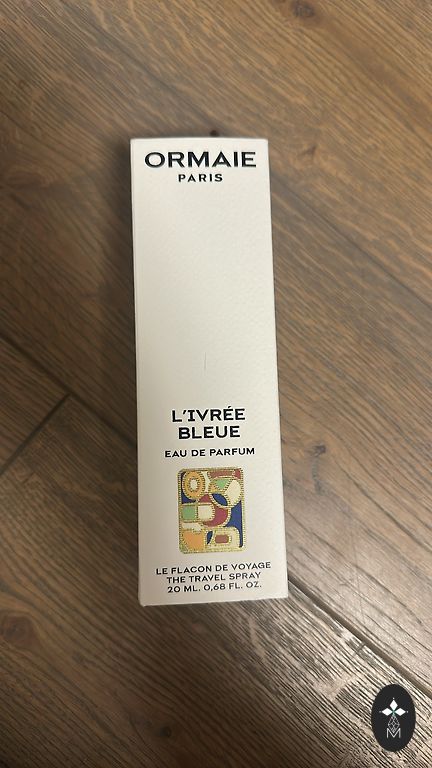 ORMAIE
PARIS
L'IVRÉE
BLEUE
EAU DE PARFUM
LE FLACON DE VOYAGE
THE TRAVEL SPRAY
20 ML. 0,68 FL. OZ.